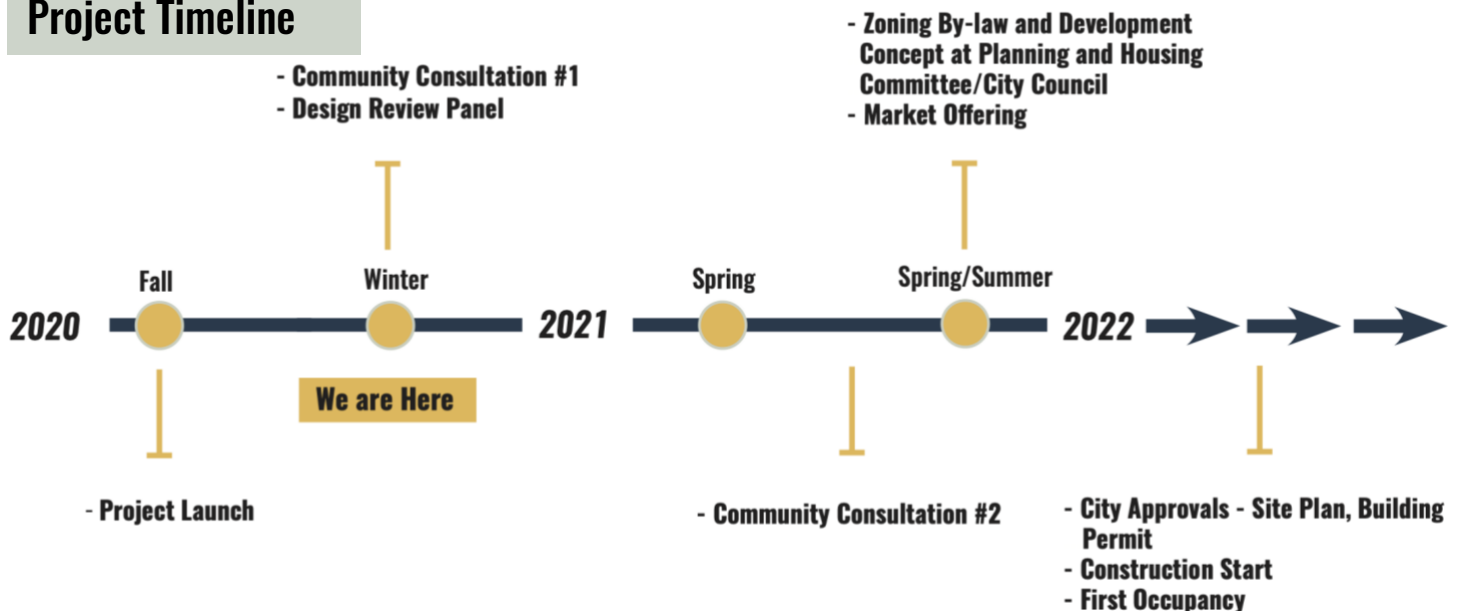 Project Timeline
- Community Consultation #1
- Design Review Panel
- Zoning By-law and Development
Concept at Planning and Housing
Committee/City Council
- Market Offering
Fall
Winter
Spring
Spring/Summer
2020
2021
2022
We are Here
- Project Launch
- Community Consultation #2
- City Approvals - Site Plan, Building
Permit
- Construction Start
- First Occupancy